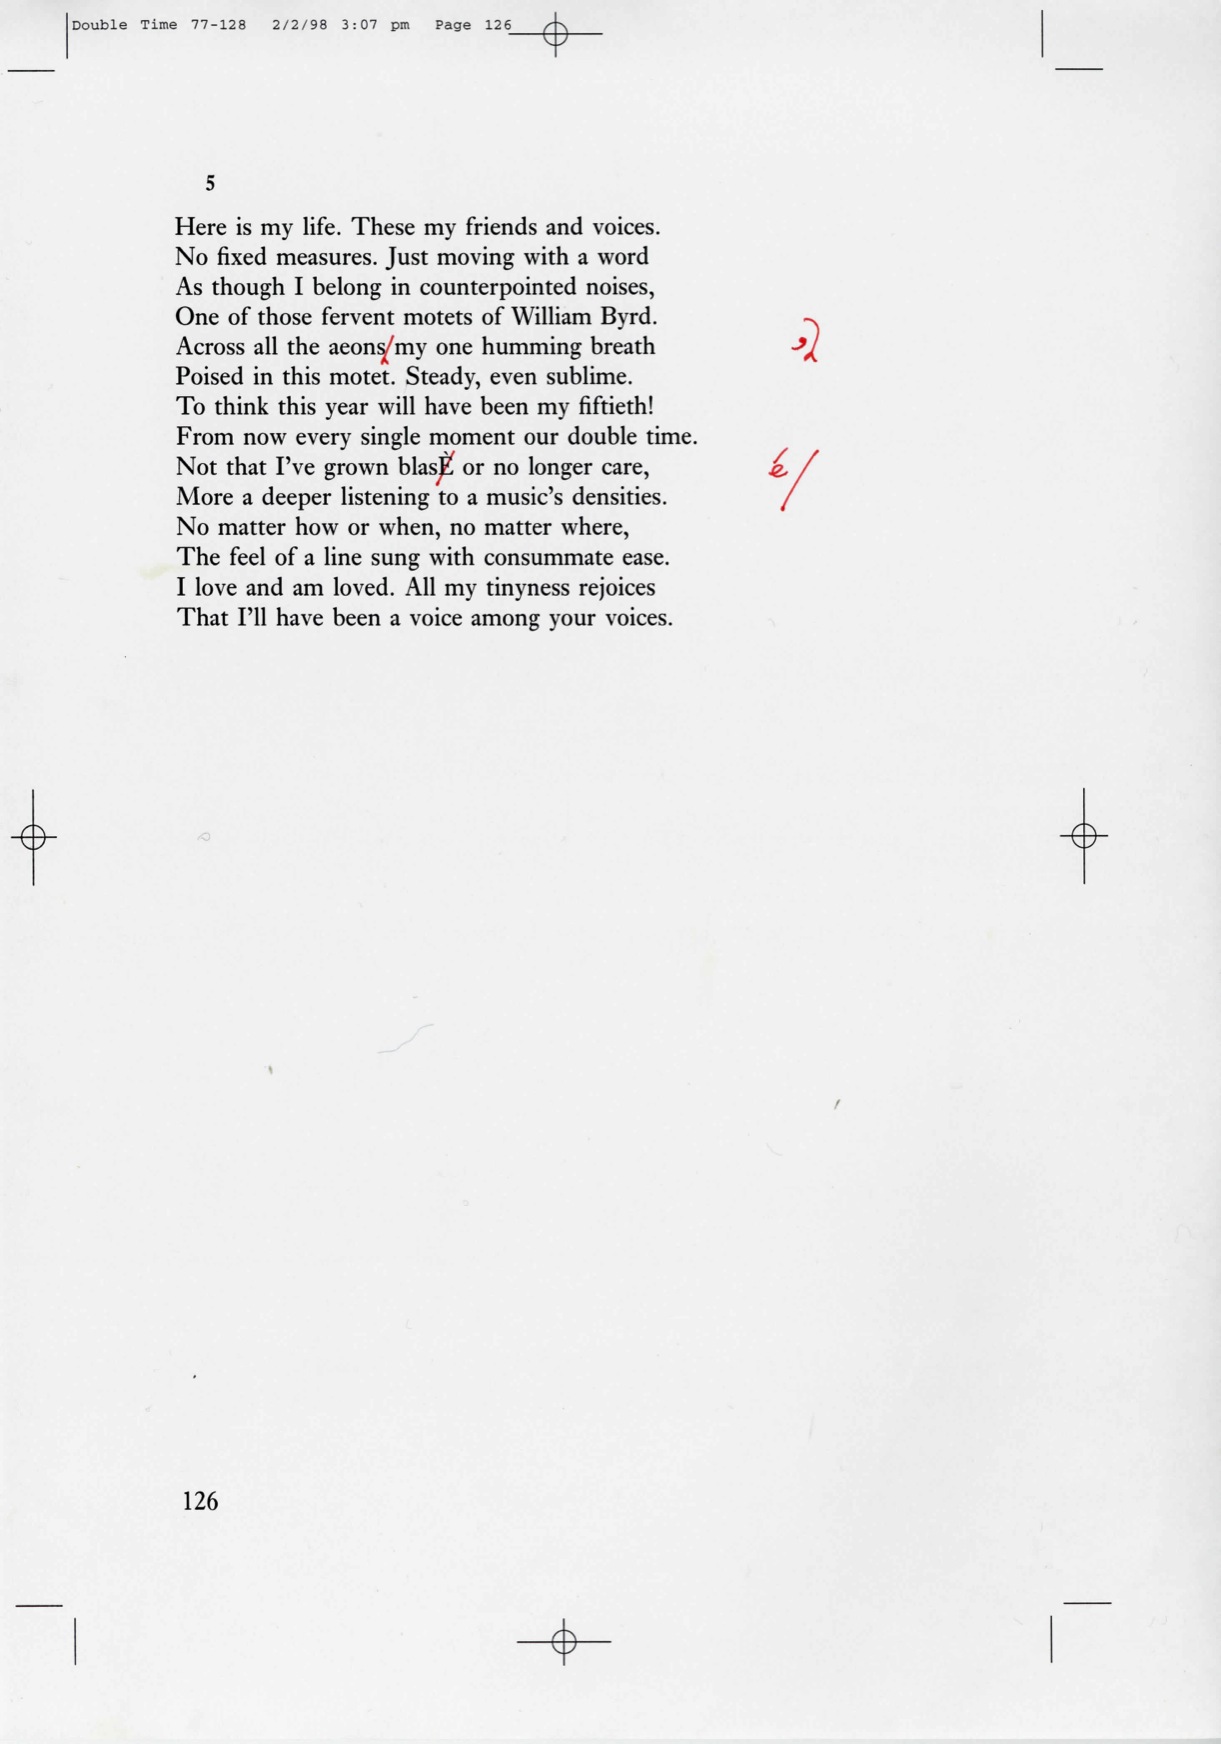 Double Time 77-128 2/2/98 3:07 pm Page 126
5
Here is my life. These my friends and voices.
No fixed measures. Just moving with a word
As though I belong in counterpointed noises,
One of those fervent motets of William Byrd.
Across all the aeons my one humming breath
,
Poised in this motet. Steady, even sublime.
To think this year will have been my fiftieth!
From now every single moment our double time.
Not that I've grown blasÈ or no longer care,
é/
More a deeper listening to a music's densities.
No matter how or when, no matter where,
The feel of a line sung with consummate ease.
I love and am loved. All my tinyness rejoices
That I'll have been a voice among your voices.
126